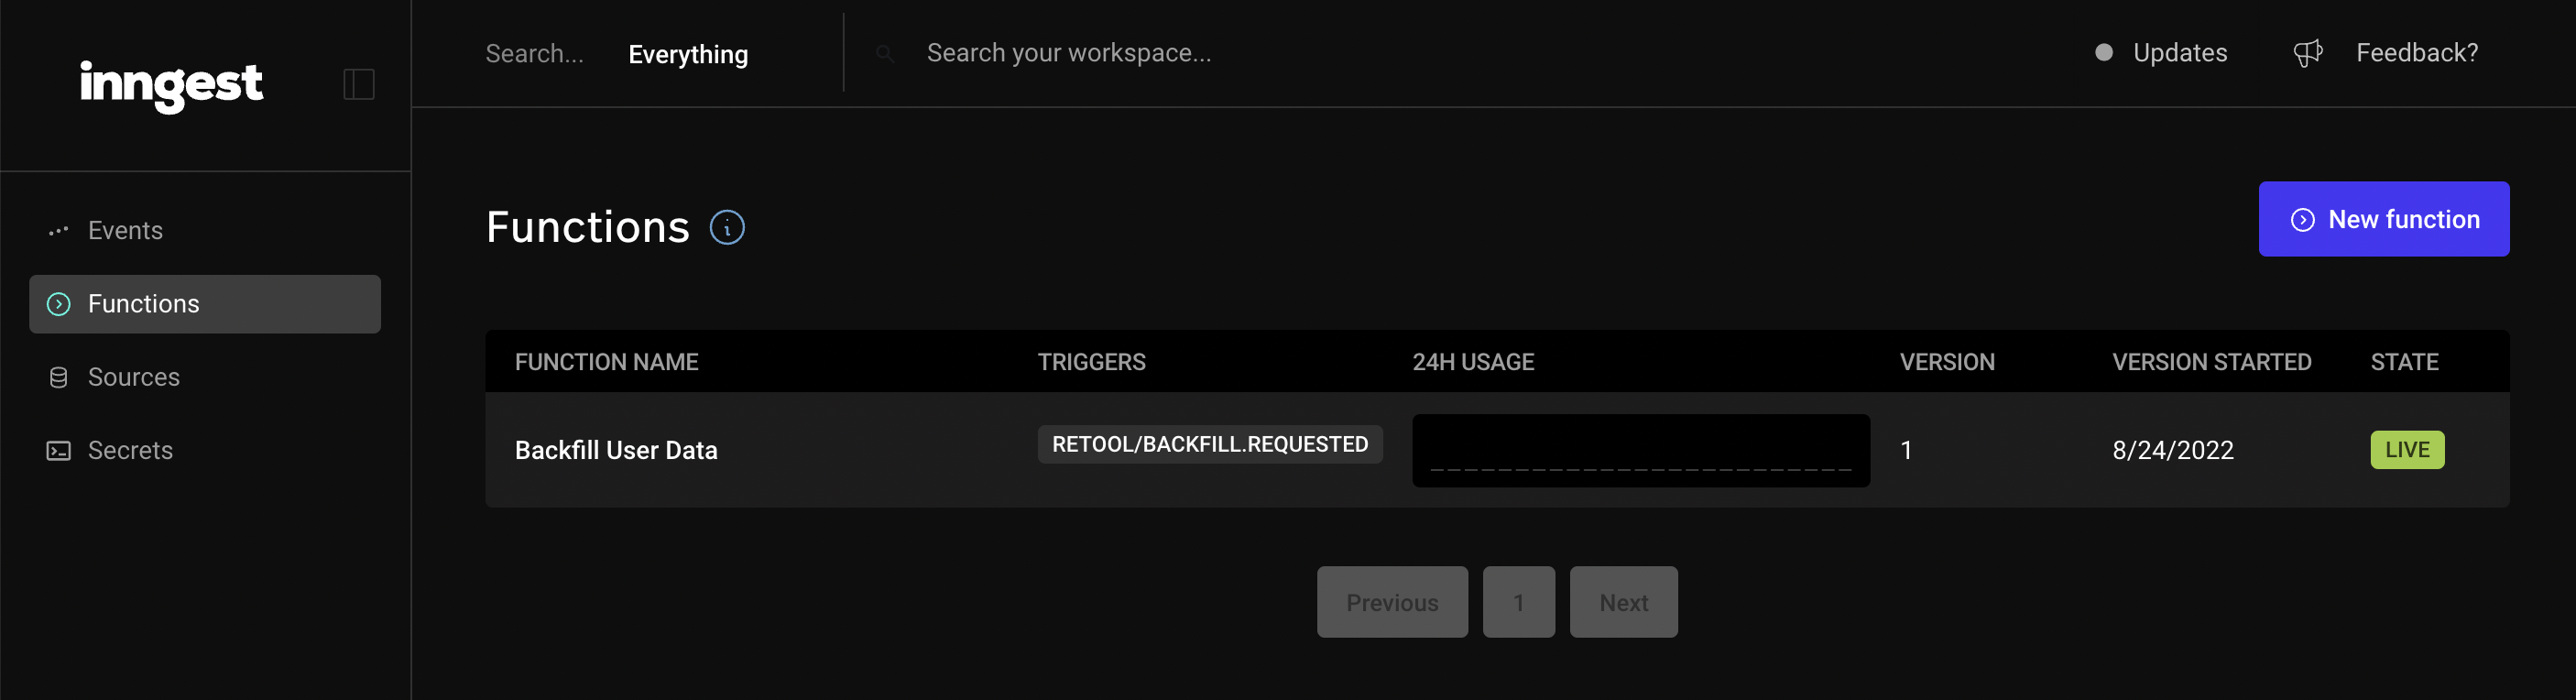 inngest
Search... Everything Search your workspace... Updates Feedback?
Events
Functions
Sources
Secrets
Functions
New function
FUNCTION NAME TRIGGERS 24H USAGE VERSION VERSION STARTED STATE
Backfill User Data RETOOL/BACKFILL.REQUESTED 1 8/24/2022 LIVE
Previous 1 Next